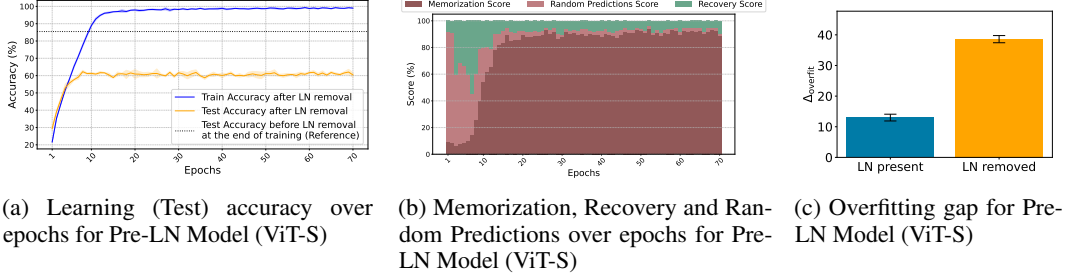 100
90
80
70
60
50
40
30
20
Accuracy (%)
1
10
20
30
40
50
60
70
Epochs
Train Accuracy after LN removal
Test Accuracy after LN removal
Test Accuracy before LN removal
at the end of training (Reference)
Memorization Score
Random Predictions Score
Recovery Score
100
80
60
40
20
0
Score (%)
1
10
20
30
40
50
60
70
Epochs
40
30
20
10
0
Δoverfit
LN present
LN removed
(a) Learning (Test) accuracy over
epochs for Pre-LN Model (ViT-S)
(b) Memorization, Recovery and Ran-
dom Predictions over epochs for Pre-
LN Model (ViT-S)
(c) Overfitting gap for Pre-
LN Model (ViT-S)